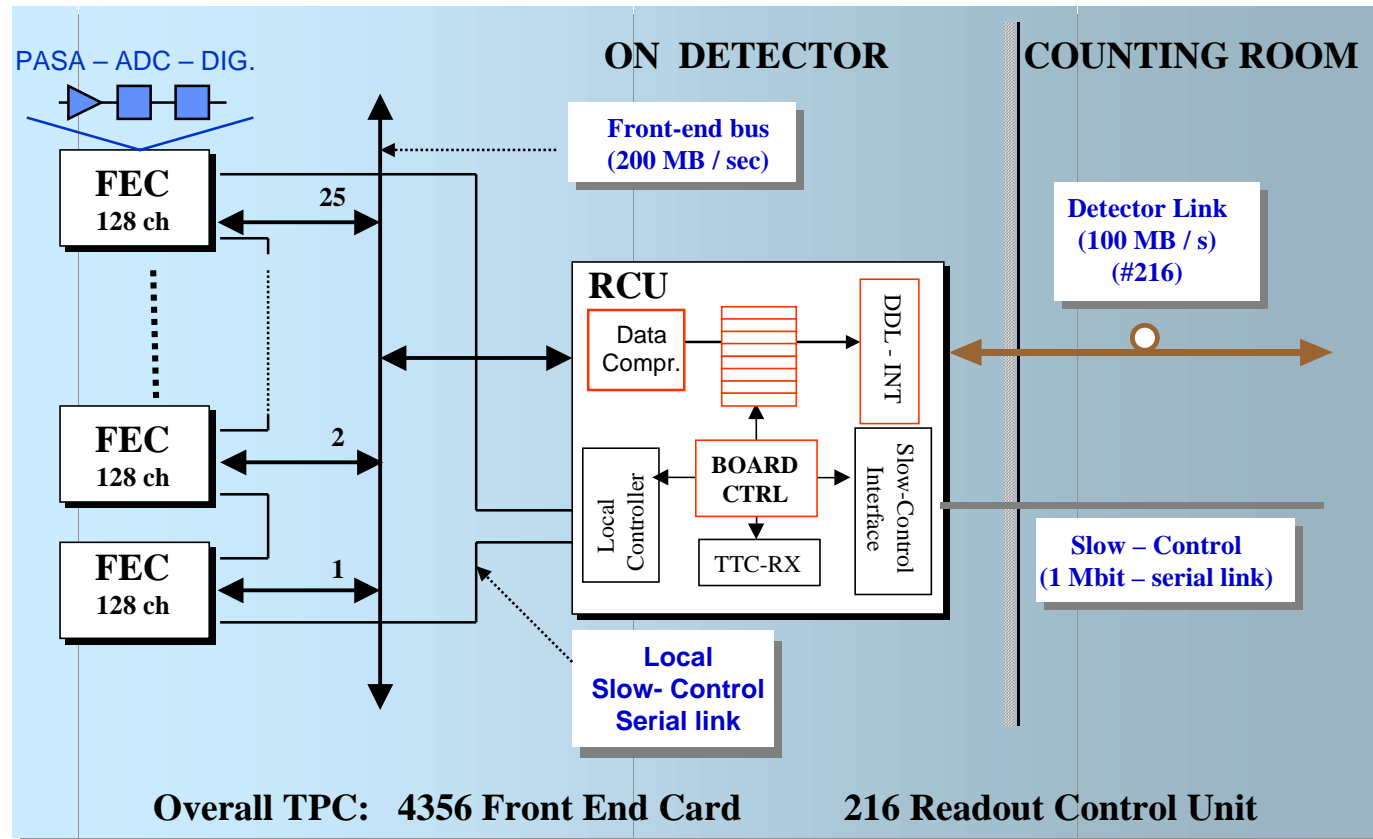 ON DETECTOR
COUNTING ROOM
PASA – ADC – DIG.
Front-end bus
(200 MB / sec)
FEC
128 ch
25
Detector Link
(100 MB / s)
(#216)
RCU
Data
Compr.
DDL - INT
FEC
128 ch
2
BOARD
CTRL
Local
Controller
Slow-Control
Interface
TTC-RX
Slow – Control
(1 Mbit – serial link)
FEC
128 ch
1
Local
Slow- Control
Serial link
Overall TPC: 4356 Front End Card 216 Readout Control Unit